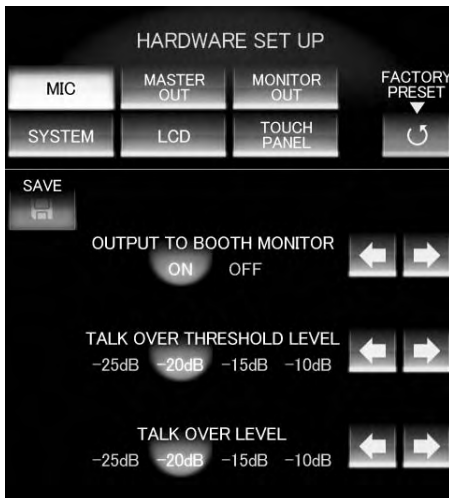 HARDWARE SET UP
MIC
MASTER
OUT
MONITOR
OUT
FACTORY
PRESET
SYSTEM
LCD
TOUCH
PANEL
SAVE
OUTPUT TO BOOTH MONITOR
ON OFF
TALK OVER THRESHOLD LEVEL
-25dB -20dB -15dB -10dB
TALK OVER LEVEL
-25dB -20dB -15dB -10dB